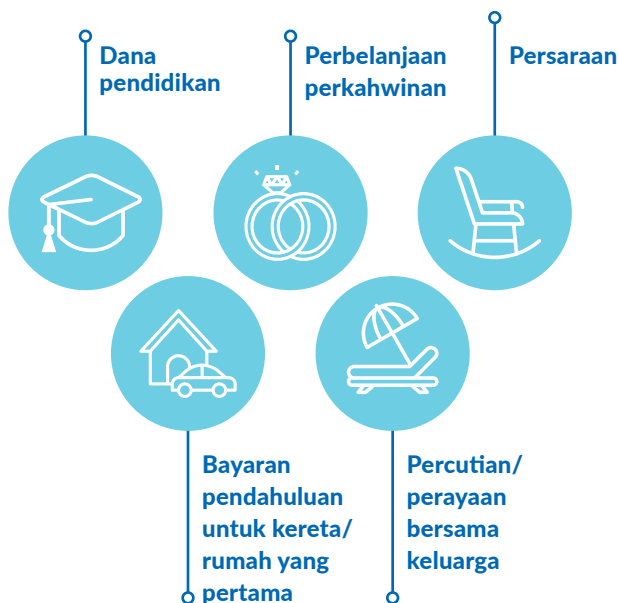 Dana
pendidikan
Perbelanjaan
perkahwinan
Persaraan
Bayaran
pendahuluan
untuk kereta/
rumah yang
pertama
Percutian/
perayaan
bersama
keluarga